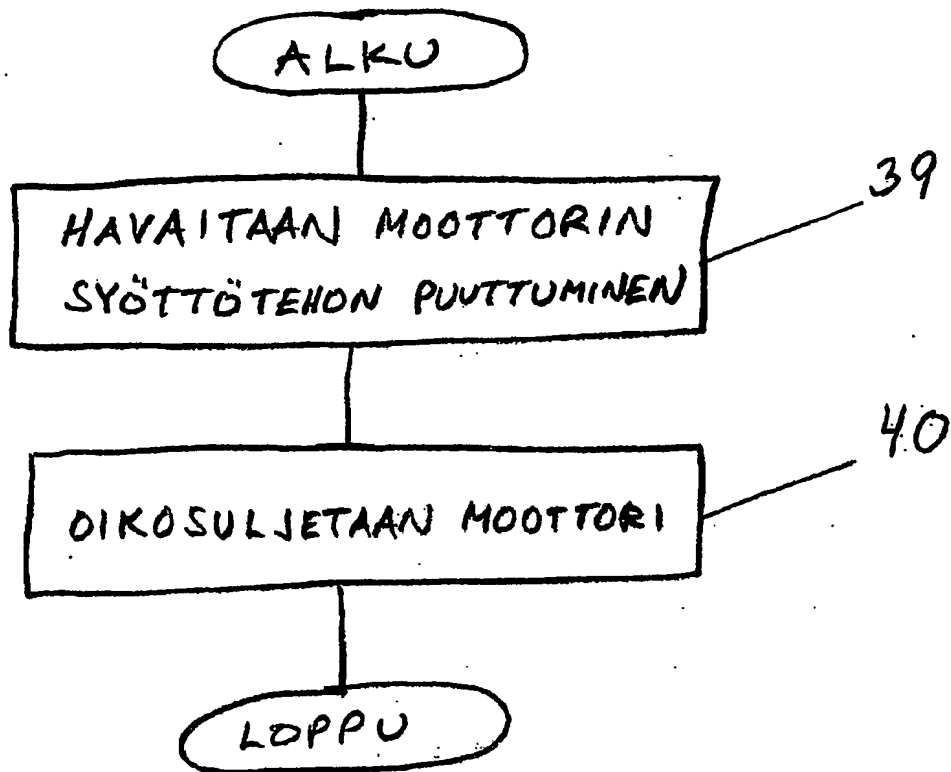 ALKU
39
HAVAITAAN MOOTTORIN
SYÖTTÖTEHON PUUTTUMINEN
40
OIKOSULJETAAN MOOTTORI
LOPPU